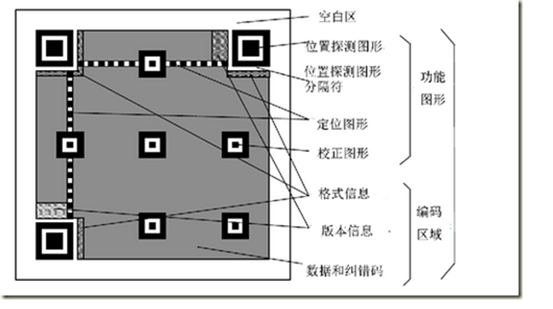 空白区
位置探测图形
位置探测图形
分隔符
定位图形
校正图形
格式信息
版本信息
数据和纠错码
功能
图形
编码
区域